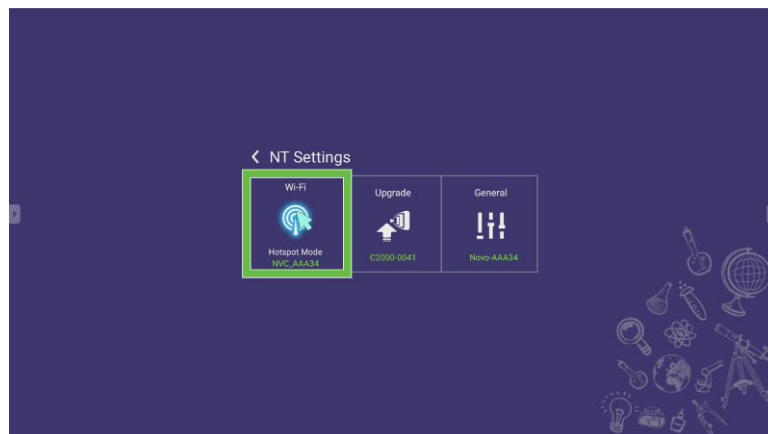 NT Settings
Wi-Fi
Hotspot Mode
NVC_AAA34
Upgrade
C2000-0041
General
Novo-AAA34